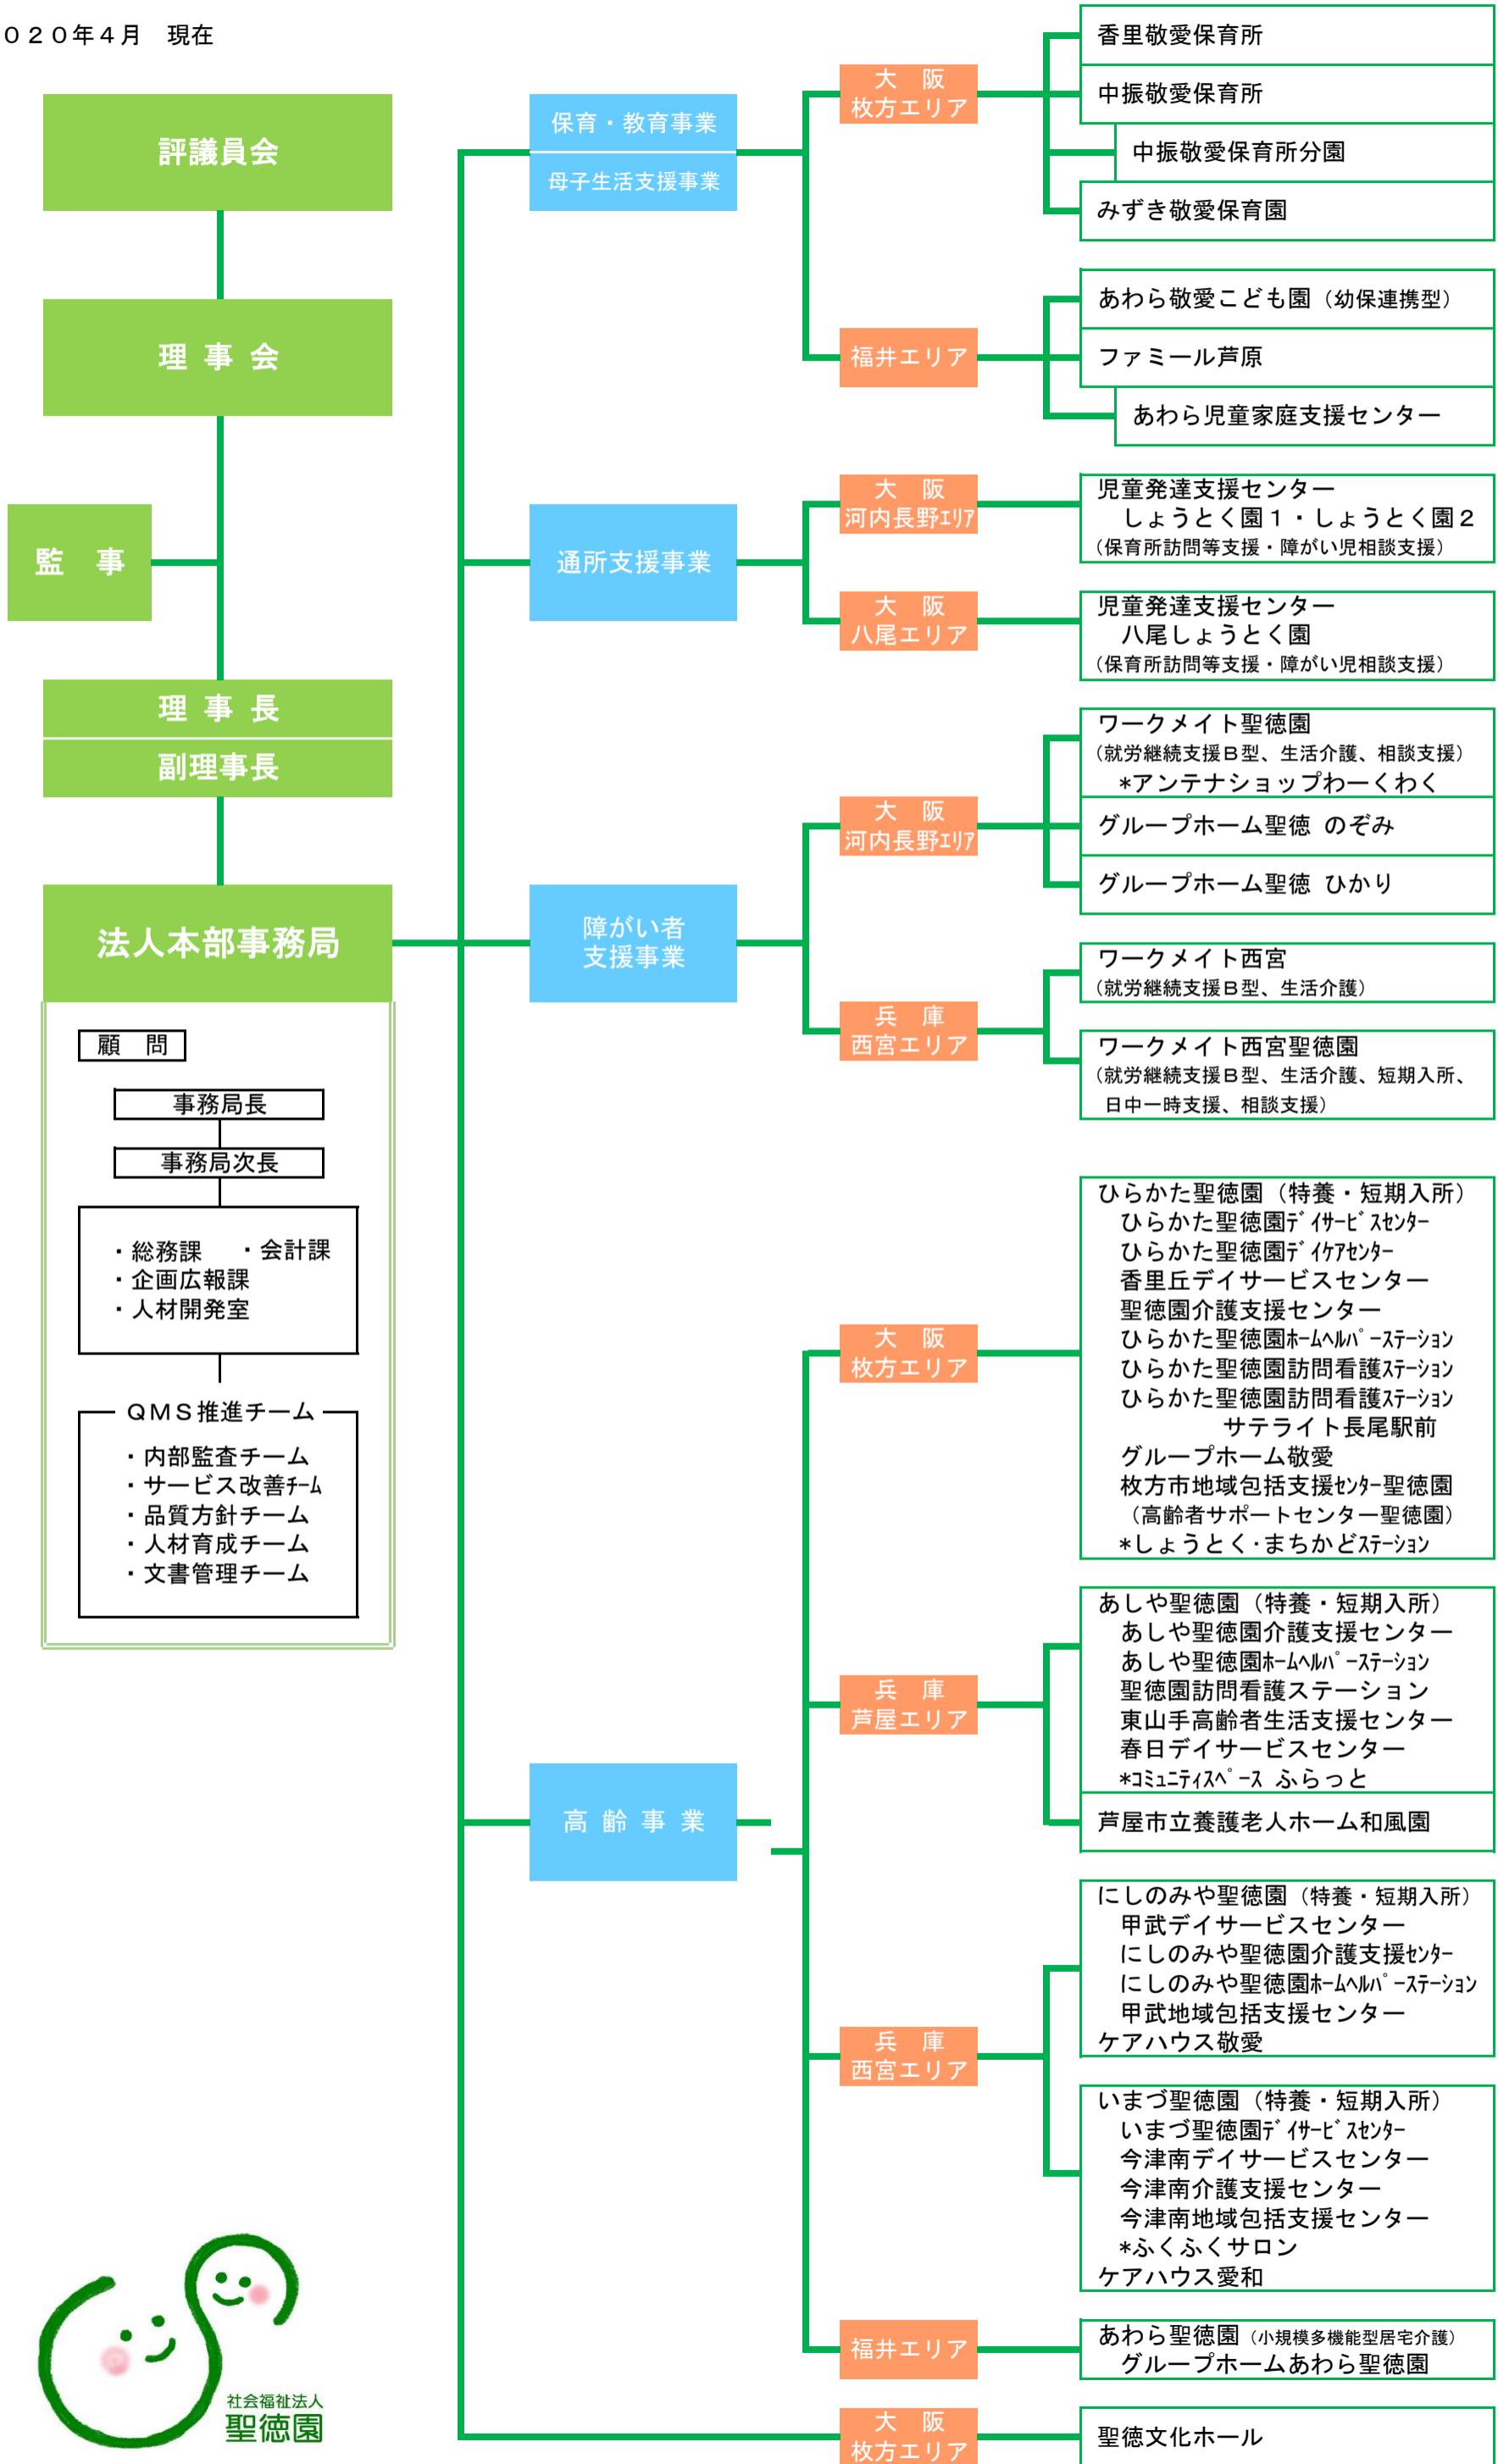 ０２０年４月　現在
評議員会
理 事 会
監　事
理 事 長
副理事長
法人本部事務局
顧　問
事務局長
事務局次長
・総務課　・会計課
・企画広報課
・人材開発室
ＱＭＳ推進チーム
・内部監査チーム
・サービス改善ﾁｰﾑ
・品質方針チーム
・人材育成チーム
・文書管理チーム
社会福祉法人
聖徳園
保育・教育事業
母子生活支援事業
大　阪
枚方エリア
香里敬愛保育所
中振敬愛保育所
中振敬愛保育所分園
みずき敬愛保育園
福井エリア
あわら敬愛こども園（幼保連携型）
ファミール芦原
あわら児童家庭支援センター
通所支援事業
大　阪
河内長野ｴﾘｱ
児童発達支援センター
しょうとく園１・しょうとく園２
（保育所訪問等支援・障がい児相談支援）
大　阪
八尾エリア
児童発達支援センター
八尾しょうとく園
（保育所訪問等支援・障がい児相談支援）
障がい者
支援事業
大　阪
河内長野ｴﾘｱ
ワークメイト聖徳園
（就労継続支援Ｂ型、生活介護、相談支援）
*アンテナショップわーくわく
グループホーム聖徳 のぞみ
グループホーム聖徳 ひかり
兵　庫
西宮エリア
ワークメイト西宮
（就労継続支援Ｂ型、生活介護）
ワークメイト西宮聖徳園
（就労継続支援Ｂ型、生活介護、短期入所、
日中一時支援、相談支援）
高 齢 事 業
大　阪
枚方エリア
ひらかた聖徳園（特養・短期入所）
ひらかた聖徳園ﾃﾞｲｻｰﾋﾞｽｾﾝﾀｰ
ひらかた聖徳園ﾃﾞｲｹｱｾﾝﾀｰ
香里丘デイサービスセンター
聖徳園介護支援センター
ひらかた聖徳園ﾎｰﾑﾍﾙﾊﾟｰｽﾃｰｼｮﾝ
ひらかた聖徳園訪問看護ｽﾃｰｼｮﾝ
ひらかた聖徳園訪問看護ｽﾃｰｼｮﾝ
サテライト長尾駅前
グループホーム敬愛
枚方市地域包括支援ｾﾝﾀｰ聖徳園
（高齢者サポートセンター聖徳園）
*しょうとく･まちかどｽﾃｰｼｮﾝ
兵　庫
芦屋エリア
あしや聖徳園（特養・短期入所）
あしや聖徳園介護支援センター
あしや聖徳園ﾎｰﾑﾍﾙﾊﾟｰｽﾃｰｼｮﾝ
聖徳園訪問看護ステーション
東山手高齢者生活支援センター
春日デイサービスセンター
*ｺﾐｭﾆﾃｨｽﾍﾟｰｽ ふらっと
芦屋市立養護老人ホーム和風園
兵　庫
西宮エリア
にしのみや聖徳園（特養・短期入所）
甲武デイサービスセンター
にしのみや聖徳園介護支援ｾﾝﾀｰ
にしのみや聖徳園ﾎｰﾑﾍﾙﾊﾟｰｽﾃｰｼｮﾝ
甲武地域包括支援センター
ケアハウス敬愛
いまづ聖徳園（特養・短期入所）
いまづ聖徳園ﾃﾞｲｻｰﾋﾞｽｾﾝﾀｰ
今津南デイサービスセンター
今津南介護支援センター
今津南地域包括支援センター
*ふくふくサロン
ケアハウス愛和
福井エリア
あわら聖徳園（小規模多機能型居宅介護）
グループホームあわら聖徳園
大　阪
枚方エリア
聖徳文化ホール